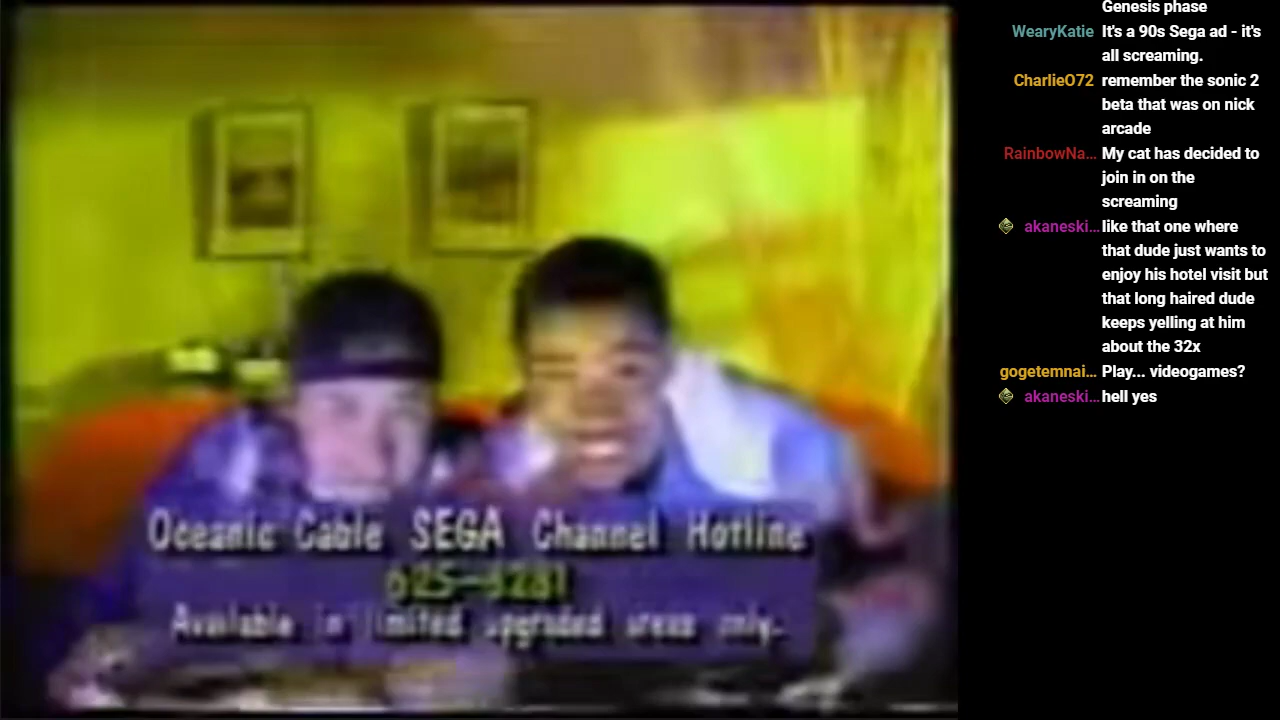 Oceanic Cable SEGA Channel Hotline
625-8281
Available in limited upgraded areas only.
Genesis phase
WearyKatie It's a 90s Sega ad - it's
all screaming.
CharlieO72 remember the sonic 2
beta that was on nick
arcade
RainbowNa... My cat has decided to
join in on the
screaming
akaneski... like that one where
that dude just wants to
enjoy his hotel visit but
that long haired dude
keeps yelling at him
about the 32x
gogetemnai... Play... videogames?
akaneski... hell yes